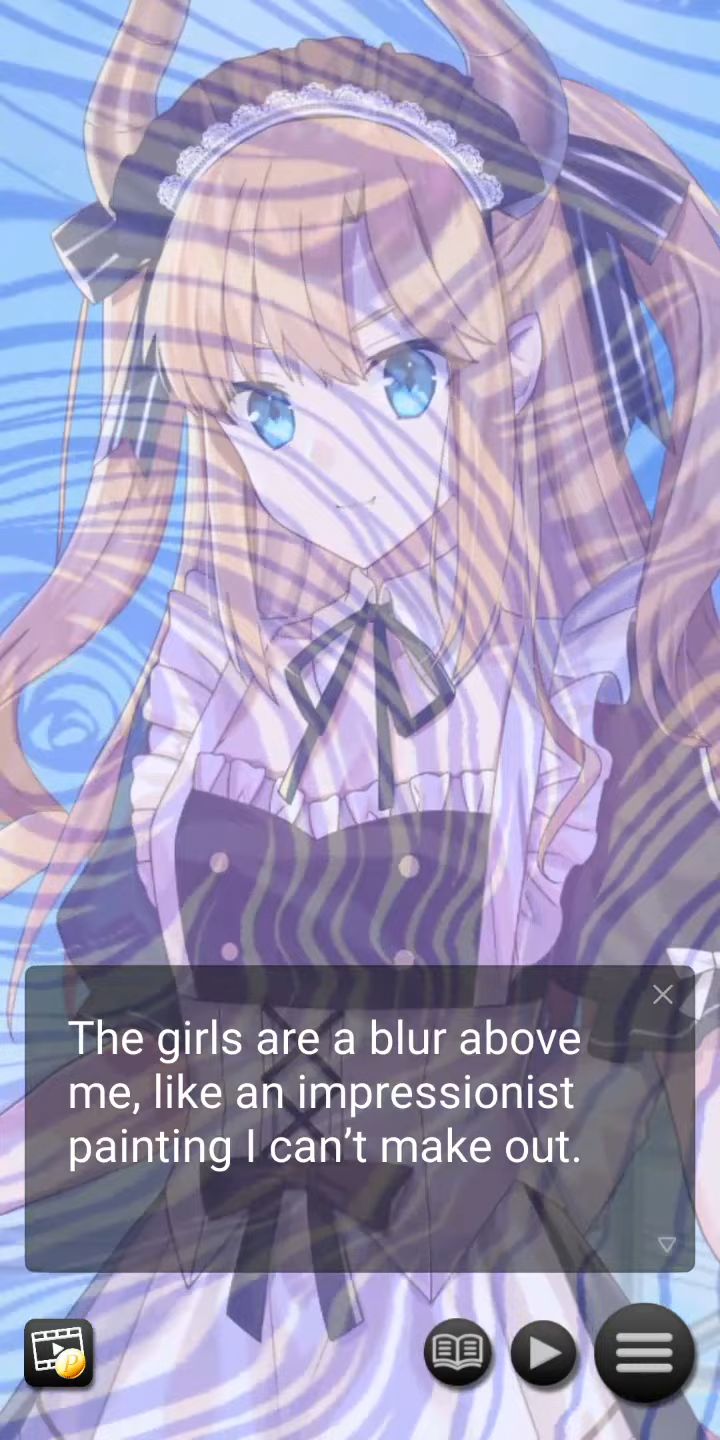 The girls are a blur above
me, like an impressionist
painting I can’t make out.
P